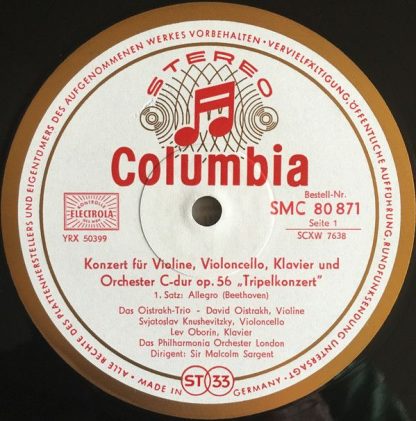 ALLE RECHTE DES PLATTENHERSTELLERS UND EIGENTÜMERS DES AUFGENOMMENEN WERKES VORBEHALTEN · VERVIELFÄLTIGUNG, ÖFFENTLICHE AUFFÜHRUNG, RUNDFUNKSENDUNG UNTERSAGT ·
STEREO
Columbia
KONTROLLE
ELECTROLA
YRX 50399
Bestell-Nr.
SMC 80 871
Seite 1
SCXW 7638
Konzert für Violine, Violoncello, Klavier und
Orchester C-dur op. 56 „Tripelkonzert"
1. Satz: Allegro (Beethoven)
Das Oistrakh-Trio - David Oistrakh, Violine
Svjatoslav Knushevitzky, Violoncello
Lev Oborin, Klavier
Das Philharmonia Orchester London
Dirigent: Sir Malcolm Sargent
MADE IN GERMANY
ST 33